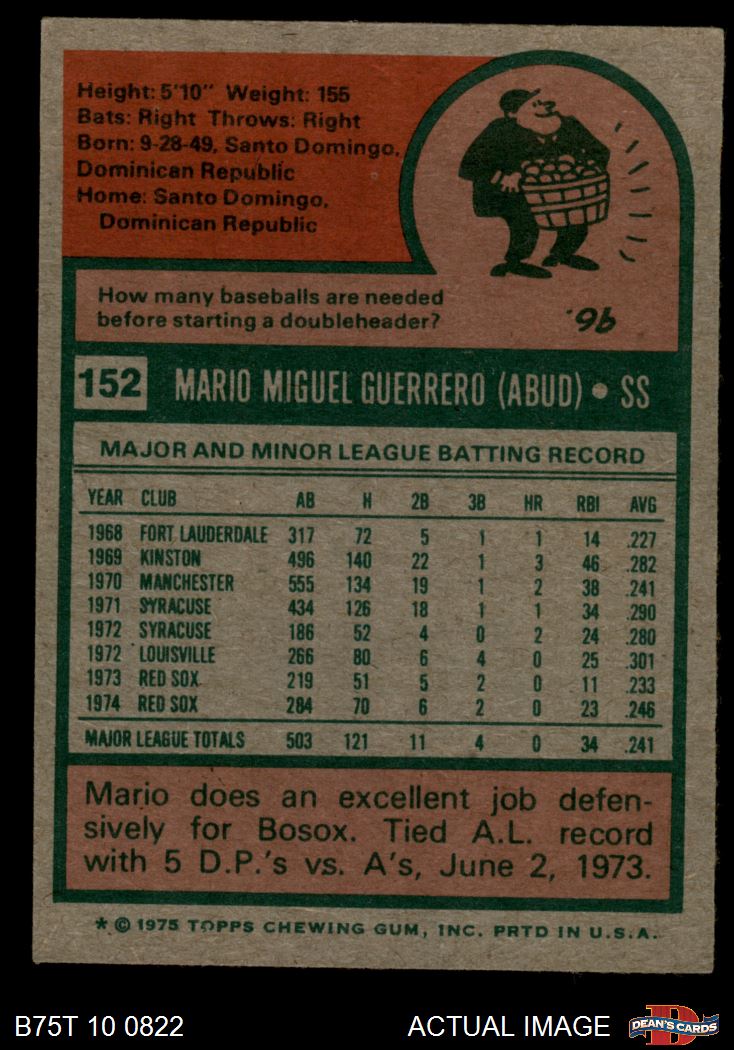 Height: 5'10" Weight: 155
Bats: Right Throws: Right
Born: 9-28-49, Santo Domingo,
Dominican Republic
Home: Santo Domingo,
Dominican Republic
How many baseballs are needed
before starting a doubleheader?
96.
152 MARIO MIGUEL GUERRERO (ABUD) • SS
MAJOR AND MINOR LEAGUE BATTING RECORD
YEAR CLUB AB H 2B 3B HR RBI AVG
1968 FORT LAUDERDALE 317 72 5 1 1 14 .227
1969 KINSTON 496 140 22 1 3 46 .282
1970 MANCHESTER 555 134 19 1 2 38 .241
1971 SYRACUSE 434 126 18 1 1 34 .290
1972 SYRACUSE 186 52 4 0 2 24 .280
1972 LOUISVILLE 266 80 6 4 0 25 .301
1973 RED SOX 219 51 5 2 0 11 .233
1974 RED SOX 284 70 6 2 0 23 .246
MAJOR LEAGUE TOTALS 503 121 11 4 0 34 .241
Mario does an excellent job defen-
sively for Bosox. Tied A.L. record
with 5 D.P.'s vs. A's, June 2, 1973.
* © 1975 TOPPS CHEWING GUM, INC. PRTD IN U.S.A.
B75T 10 0822 ACTUAL IMAGE DEAN'S CARDS